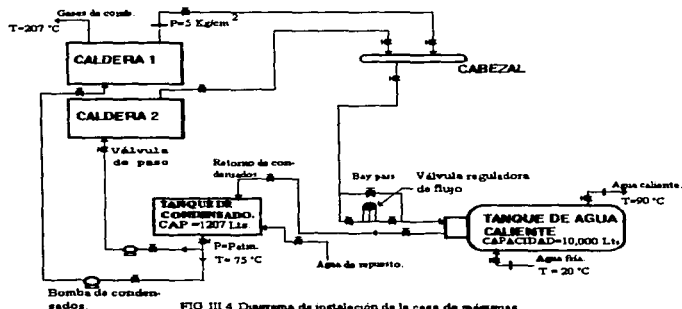 Gases de comb.
T=207 °C
P=5 Kg/cm²
CALDERA 1
CABEZAL
CALDERA 2
Válvula
de paso
Retorno de con-
densados.
Bay pass
Válvula reguladora
de flujo
Agua caliente.
T=90 °C
TANQUE DE
CONDENSADO.
CAP =1207 Lts.
TANQUE DE AGUA
CALIENTE
CAPACIDAD=10,000 Lts
P=Patm.
T= 75 °C
Agua de repuesto.
Agua fría.
T = 20 °C
Bomba de conden-
sados.
FIG III.4 Diagrama de instalación de la casa de máquinas